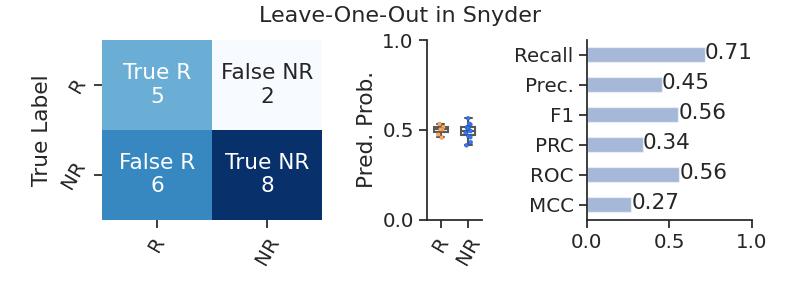 Leave-One-Out in Snyder
True Label
R
NR
True R
5
False NR
2
False R
6
True NR
8
R
NR
Pred. Prob.
1.0
0.5
0.0
R
NR
Recall 0.71
Prec. 0.45
F1 0.56
PRC 0.34
ROC 0.56
MCC 0.27
0.0 0.5 1.0